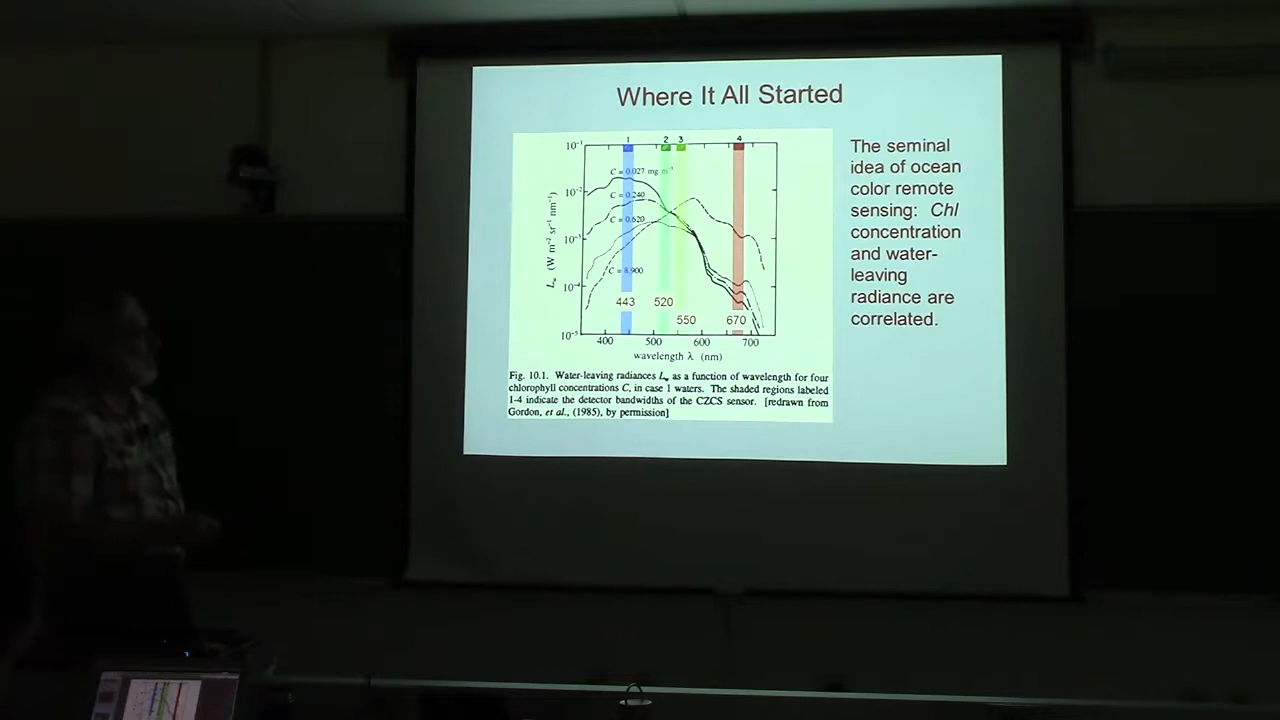 Where It All Started
1 2 3 4
10⁻¹
10⁻²
10⁻³
10⁻⁴
10⁻⁵
L_w (W m⁻² sr⁻¹ nm⁻¹)
C = 0.027 mg m⁻³
C = 0.240
C = 0.620
C = 8.900
443 520
550 670
400 500 600 700
wavelength λ (nm)
Fig. 10.1. Water-leaving radiances L_w as a function of wavelength for four
chlorophyll concentrations C, in case 1 waters. The shaded regions labeled
1-4 indicate the detector bandwidths of the CZCS sensor. [redrawn from
Gordon, et al., (1985), by permission]
The seminal
idea of ocean
color remote
sensing: Chl
concentration
and water-
leaving
radiance are
correlated.